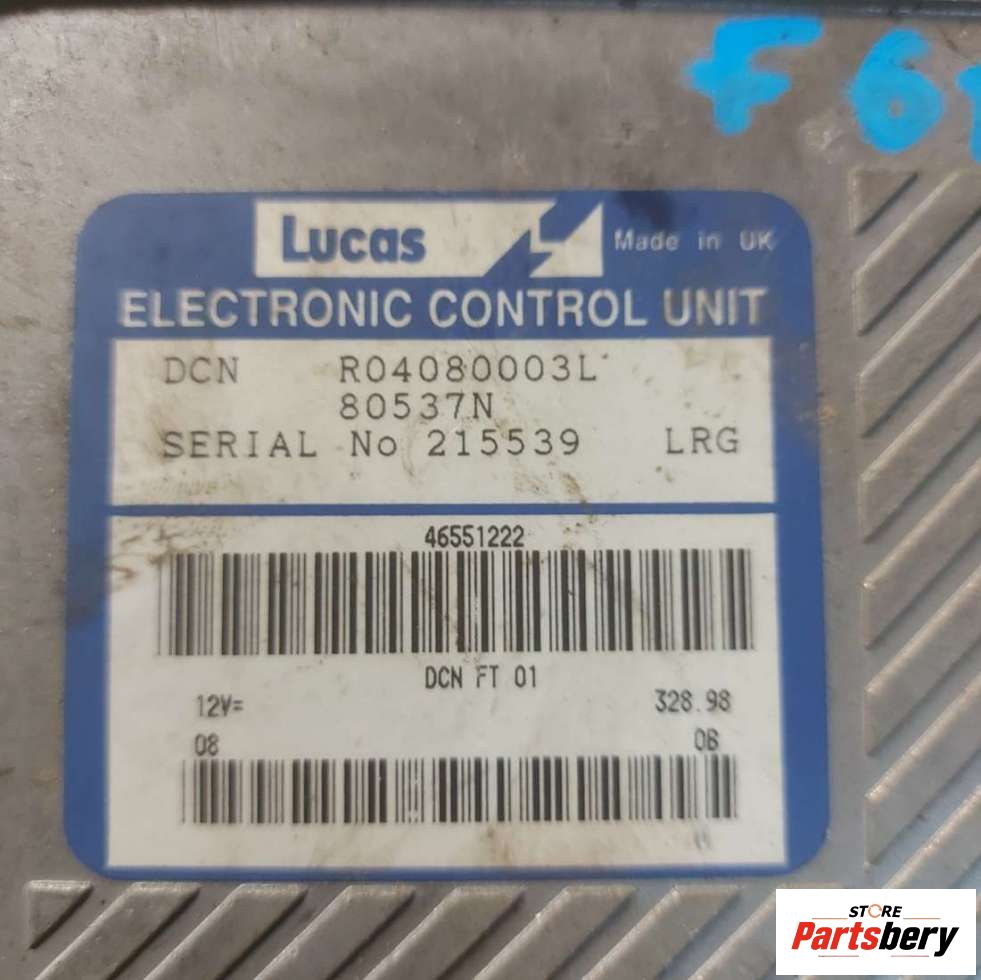 F 6
Lucas Made in UK
ELECTRONIC CONTROL UNIT
DCN R04080003L
80537N
SERIAL No 215539 LRG
46551222
DCN FT 01
12V= 328.98
08 06
STORE
Partsbery